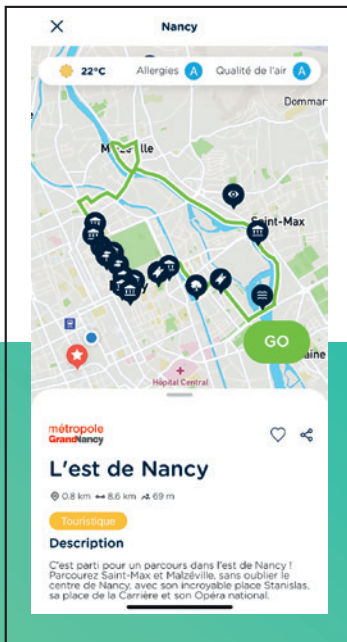 Nancy
22°C Allergies A Qualité de l'air A
Dommar
Malzéville
Saint-Max
Nancy
GO
aine
Hôpital Central
métropole
GrandNancy
L'est de Nancy
0.8 km 8,6 km 69 m
Touristique
Description
C'est parti pour un parcours dans l'est de Nancy !
Parcourez Saint-Max et Malzéville, sans oublier le
centre de Nancy, avec son incroyable place Stanislas,
sa place de la Carrière et son Opéra national.